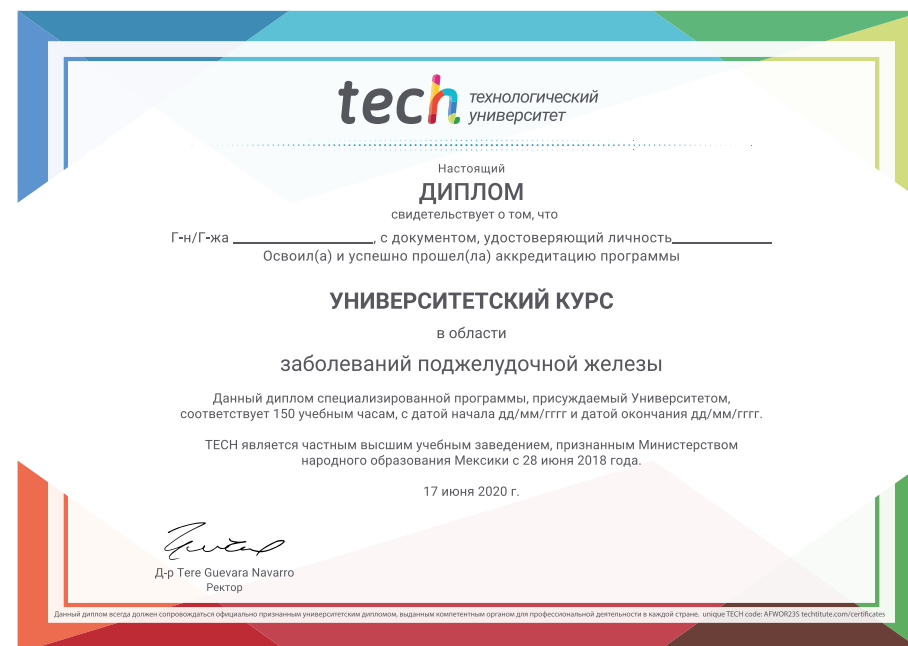 tech технологический
университет
Настоящий
ДИПЛОМ
свидетельствует о том, что
Г-н/Г-жа ____________________, с документом, удостоверяющий личность______________
Освоил(а) и успешно прошел(ла) аккредитацию программы
УНИВЕРСИТЕТСКИЙ КУРС
в области
заболеваний поджелудочной железы
Данный диплом специализированной программы, присуждаемый Университетом,
соответствует 150 учебным часам, с датой начала дд/мм/гггг и датой окончания дд/мм/гггг.
TECH является частным высшим учебным заведением, признанным Министерством
народного образования Мексики с 28 июня 2018 года.
17 июня 2020 г.
Д-р Tere Guevara Navarro
Ректор
Данный диплом всегда должен сопровождаться официально признанным университетским дипломом, выданным компетентным органом для профессиональной деятельности в каждой стране. unique TECH code: AFWOR23S techtitute.com/certificates